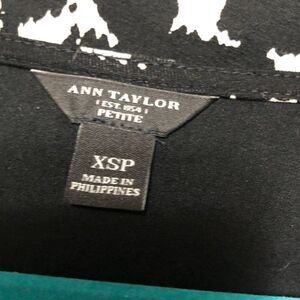 ANN TAYLOR
EST. 1954
PETITE
XSP
MADE IN
PHILIPPINES